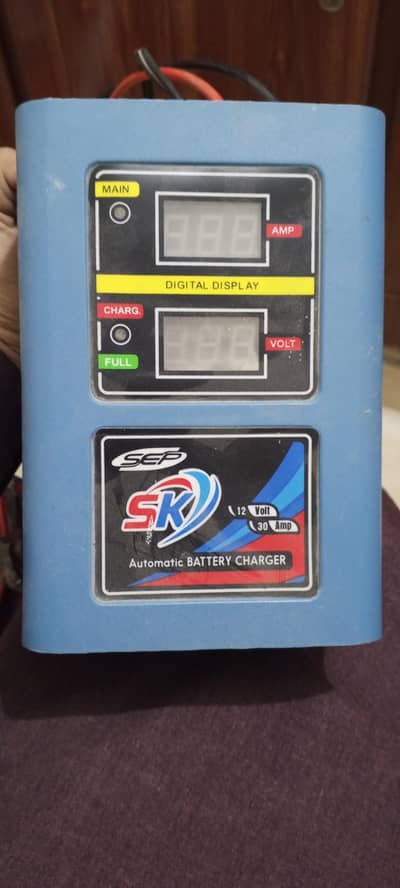 MAIN
AMP
DIGITAL DISPLAY
CHARG.
VOLT
FULL
SEP
SK
12 Volt
30 Amp
Automatic BATTERY CHARGER